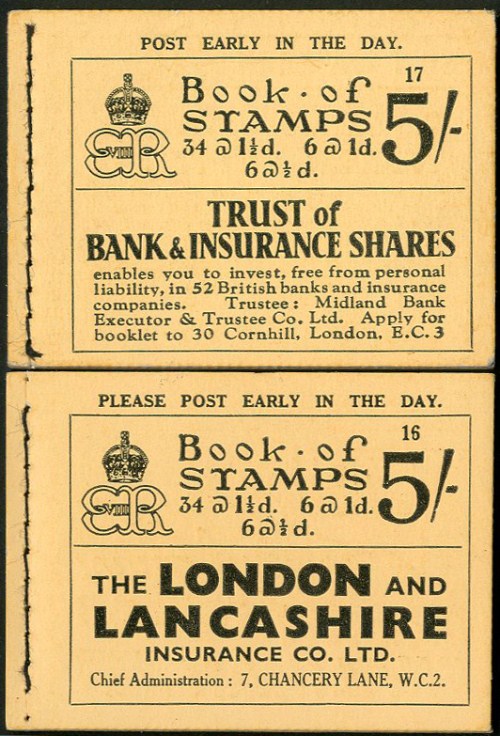 POST EARLY IN THE DAY.
17
Book · of
STAMPS 5/-
34 @ 1½d. 6 @ 1d.
6 @ ½d.
EVIIIR
TRUST of
BANK & INSURANCE SHARES
enables you to invest, free from personal
liability, in 52 British banks and insurance
companies. Trustee: Midland Bank
Executor & Trustee Co. Ltd. Apply for
booklet to 30 Cornhill, London, E.C.3
PLEASE POST EARLY IN THE DAY.
16
Book · of
STAMPS 5/-
34 @ 1½d. 6 @ 1d.
6 @ ½d.
EVIIIR
THE LONDON AND
LANCASHIRE
INSURANCE CO. LTD.
Chief Administration : 7, CHANCERY LANE, W.C.2.